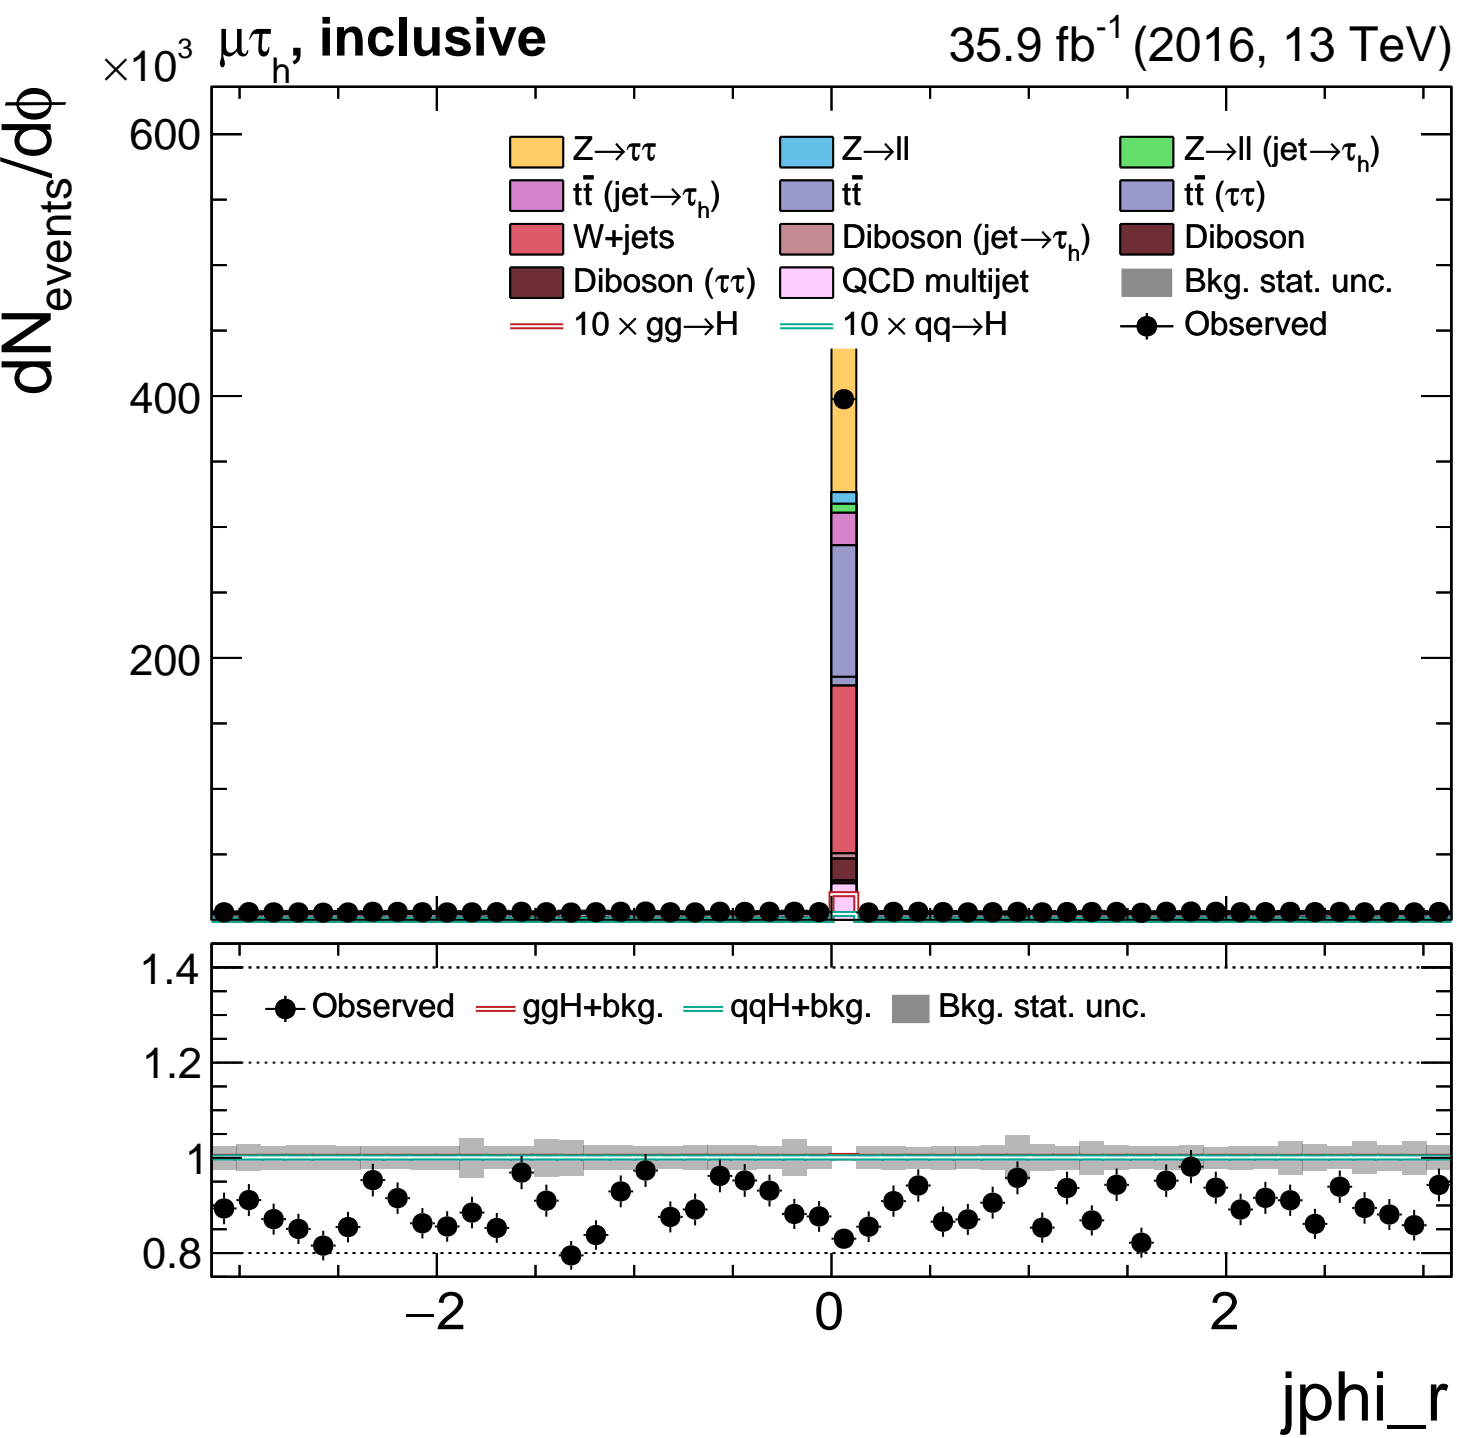 ×10³ μτₕ, inclusive 35.9 fb⁻¹ (2016, 13 TeV)
dN_events/dϕ
600
400
200
Z→ττ Z→ll Z→ll (jet→τₕ)
tt̄ (jet→τₕ) tt̄ tt̄ (ττ)
W+jets Diboson (jet→τₕ) Diboson
Diboson (ττ) QCD multijet Bkg. stat. unc.
10 × gg→H 10 × qq→H Observed
1.4
Observed ggH+bkg. qqH+bkg. Bkg. stat. unc.
1.2
1
0.8
−2 0 2
jphi_r